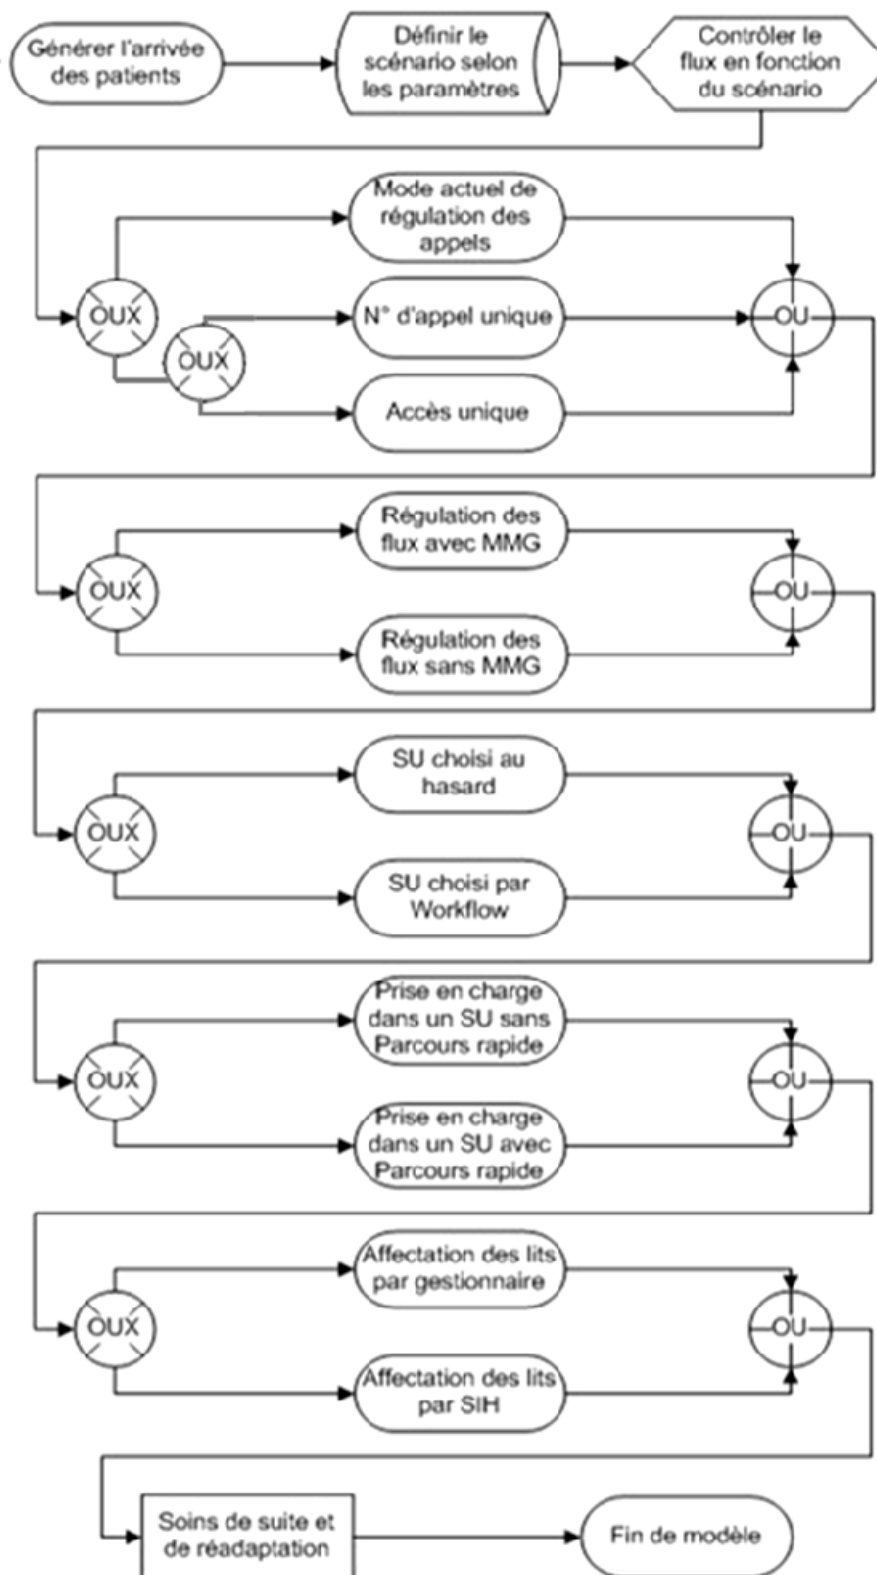 Générer l'arrivée
des patients
Définir le
scénario selon
les paramètres
Contrôler le
flux en fonction
du scénario
Mode actuel de
régulation des
appels
OUX
N° d'appel unique
OU
OUX
Accès unique
Régulation des
flux avec MMG
OUX
OU
Régulation des
flux sans MMG
SU choisi au
hasard
OUX
OU
SU choisi par
Workflow
Prise en charge
dans un SU sans
Parcours rapide
OUX
OU
Prise en charge
dans un SU avec
Parcours rapide
Affectation des lits
par gestionnaire
OUX
OU
Affectation des lits
par SIH
Soins de suite et
de réadaptation
Fin de modèle